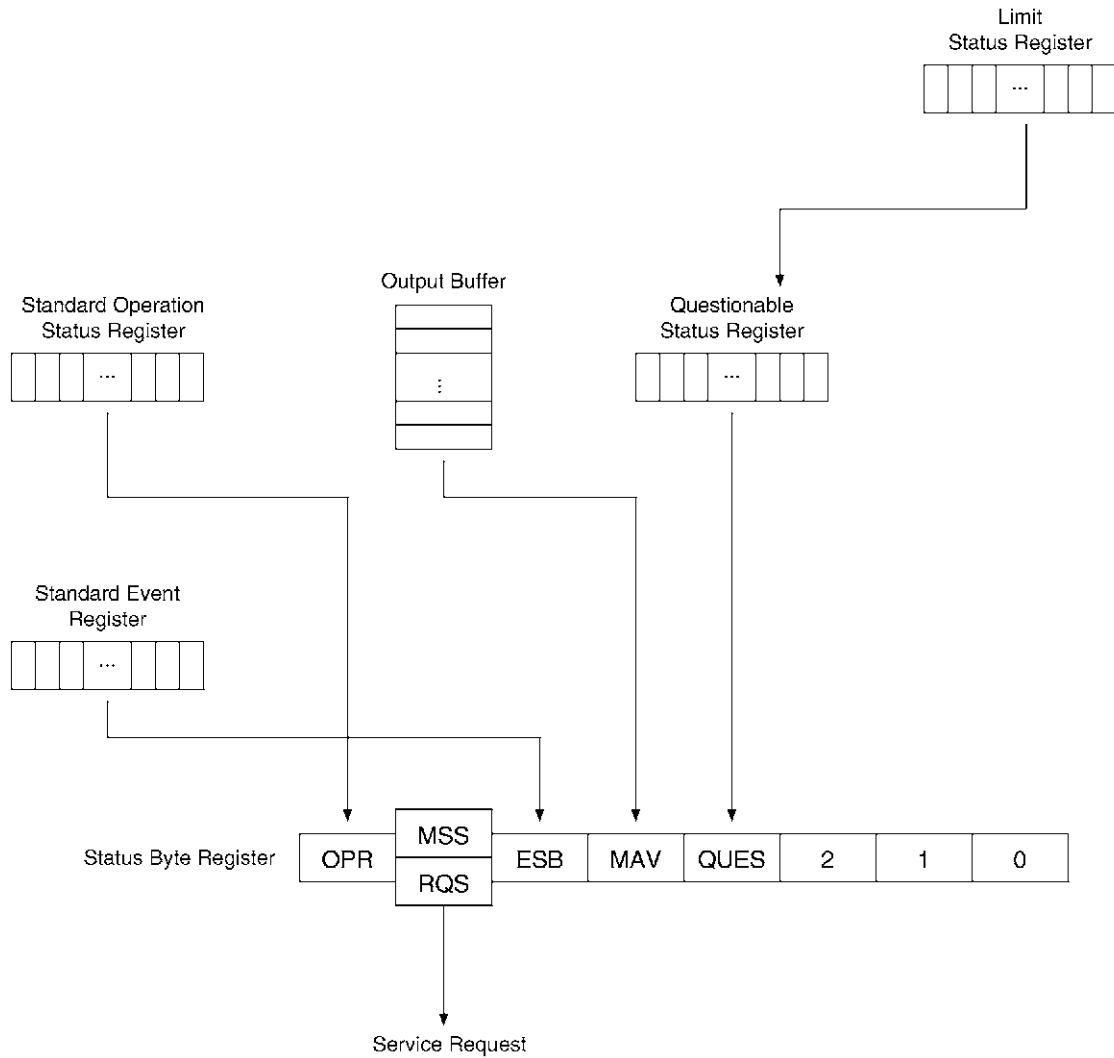 Limit
Status Register
...
Output Buffer
Standard Operation
Status Register
Questionable
Status Register
...
...
...
Standard Event
Register
...
Status Byte Register
OPR
MSS
RQS
ESB
MAV
QUES
2
1
0
Service Request